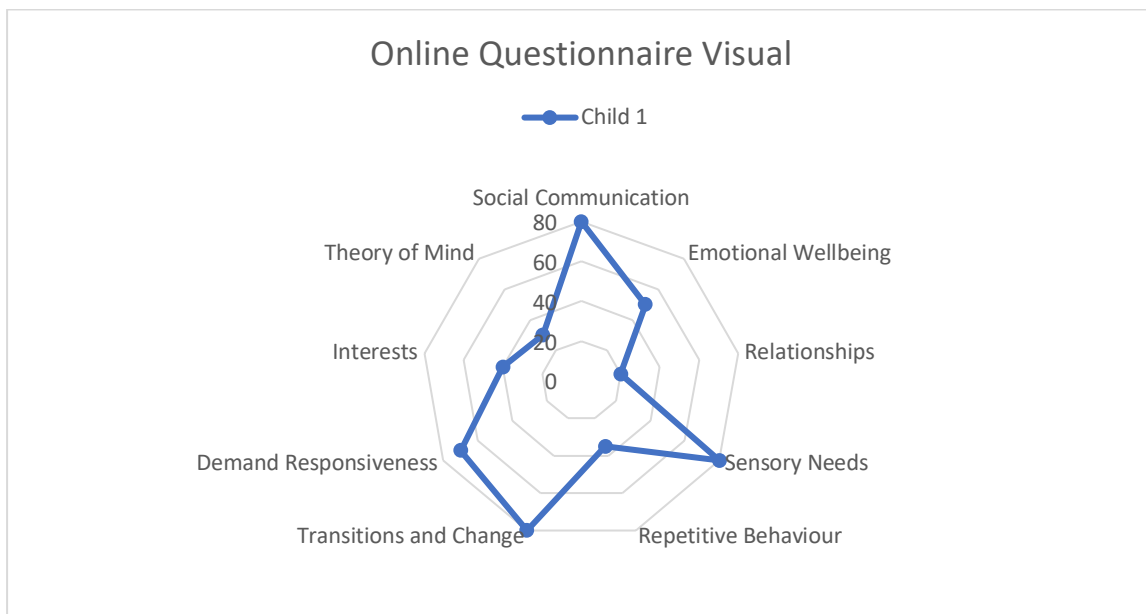 Online Questionnaire Visual
Child 1
Social Communication
80
Theory of Mind
Emotional Wellbeing
60
40
Interests
Relationships
20
0
Demand Responsiveness
Sensory Needs
Transitions and Change
Repetitive Behaviour